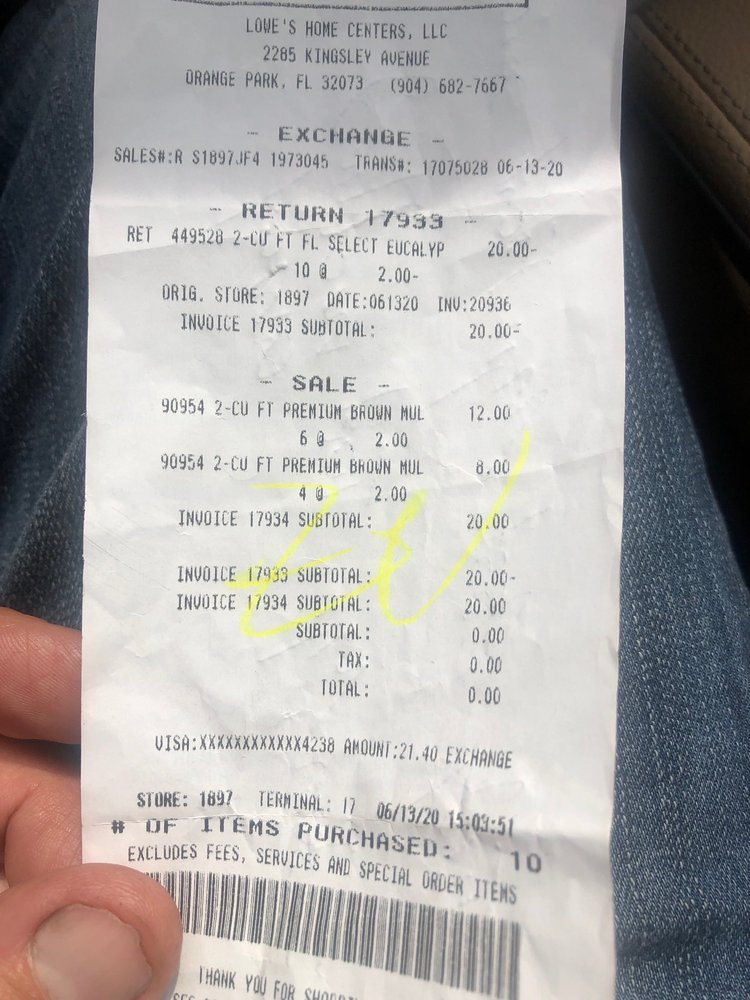 LOWE'S HOME CENTERS, LLC
2285 KINGSLEY AVENUE
ORANGE PARK, FL 32073 (904) 682-7667
- EXCHANGE -
SALES#:R S1897JF4 1973045 TRANS#: 17075028 06-13-20
- RETURN 17933 -
RET 449528 2-CU FT FL SELECT EUCALYP 20.00-
10 @ 2.00-
ORIG. STORE: 1897 DATE:061320 INV:20936
INVOICE 17933 SUBTOTAL: 20.00-
- SALE -
90954 2-CU FT PREMIUM BROWN MUL 12.00
6 @ 2.00
90954 2-CU FT PREMIUM BROWN MUL 8.00
4 @ 2.00
INVOICE 17934 SUBTOTAL: 20.00
INVOICE 17933 SUBTOTAL: 20.00-
INVOICE 17934 SUBTOTAL: 20.00
SUBTOTAL: 0.00
TAX: 0.00
TOTAL: 0.00
VISA:XXXXXXXXXXXX4238 AMOUNT:21.40 EXCHANGE
STORE: 1897 TERMINAL: 17 06/13/20 15:03:51
# OF ITEMS PURCHASED: 10
EXCLUDES FEES, SERVICES AND SPECIAL ORDER ITEMS
THANK YOU FOR